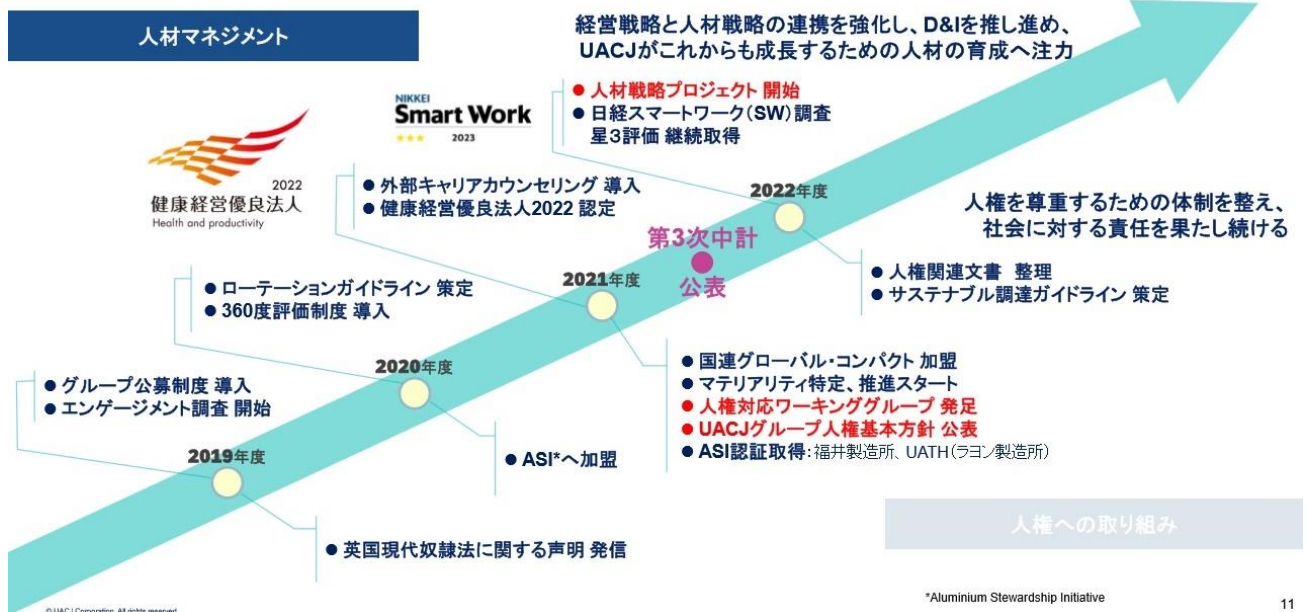 人材マネジメント
経営戦略と人材戦略の連携を強化し、D&Iを推し進め、
UACJがこれからも成長するための人材の育成へ注力
● 人材戦略プロジェクト 開始
● 日経スマートワーク（SW）調査
星3評価 継続取得
NIKKEI
Smart Work
★★★ 2023
2022
健康経営優良法人
Health and productivity
● 外部キャリアカウンセリング 導入
● 健康経営優良法人2022 認定
2022年度
人権を尊重するための体制を整え、
社会に対する責任を果たし続ける
第3次中計
公表
● 人権関連文書 整理
● サステナブル調達ガイドライン 策定
2021年度
● ローテーションガイドライン 策定
● 360度評価制度 導入
● 国連グローバル・コンパクト 加盟
● マテリアリティ特定、推進スタート
● 人権対応ワーキンググループ 発足
● UACJグループ人権基本方針 公表
● ASI認証取得：福井製造所、UATH（ラヨン製造所）
2020年度
● グループ公募制度 導入
● エンゲージメント調査 開始
● ASI*へ加盟
2019年度
● 英国現代奴隷法に関する声明 発信
人権への取り組み
*Aluminium Stewardship Initiative
© UACJ Corporation. All rights reserved.
11